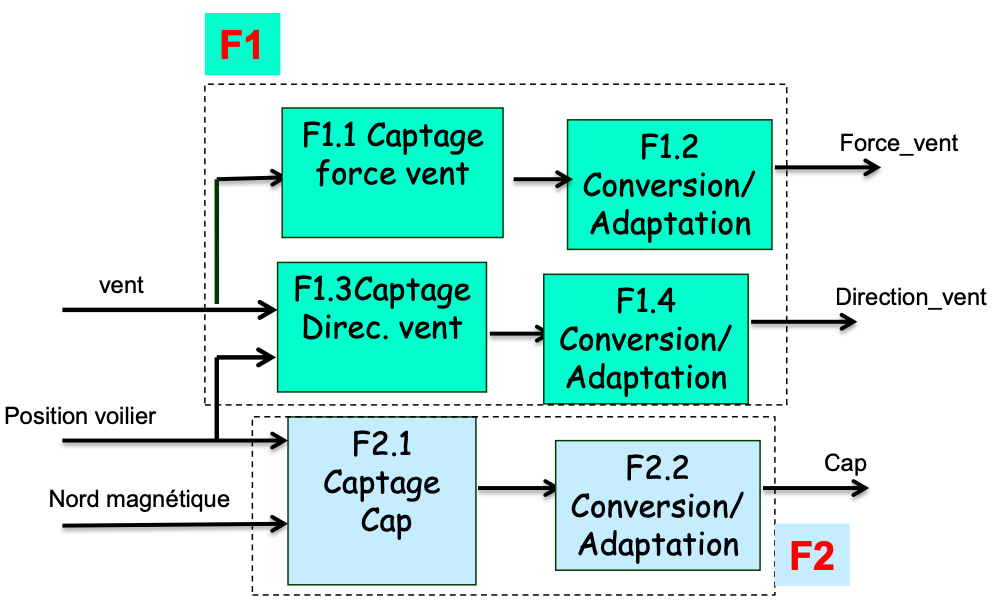 F1
F1.1 Captage
force vent
F1.2
Conversion/
Adaptation
Force_vent
vent
F1.3Captage
Direc. vent
F1.4
Conversion/
Adaptation
Direction_vent
Position voilier
Nord magnétique
F2.1
Captage
Cap
F2.2
Conversion/
Adaptation
Cap
F2